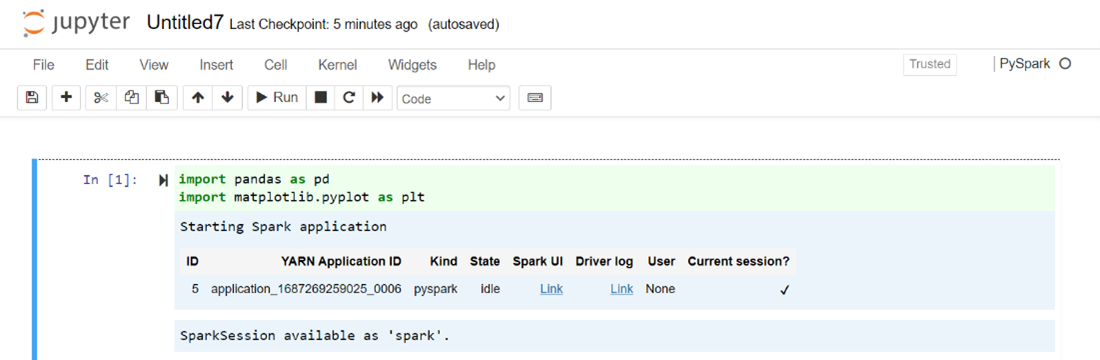 jupyter Untitled7 Last Checkpoint: 5 minutes ago (autosaved)
File Edit View Insert Cell Kernel Widgets Help Trusted PySpark
Run Code
In [1]: import pandas as pd
import matplotlib.pyplot as plt
Starting Spark application
ID YARN Application ID Kind State Spark UI Driver log User Current session?
5 application_1687269259025_0006 pyspark idle Link Link None ✓
SparkSession available as 'spark'.